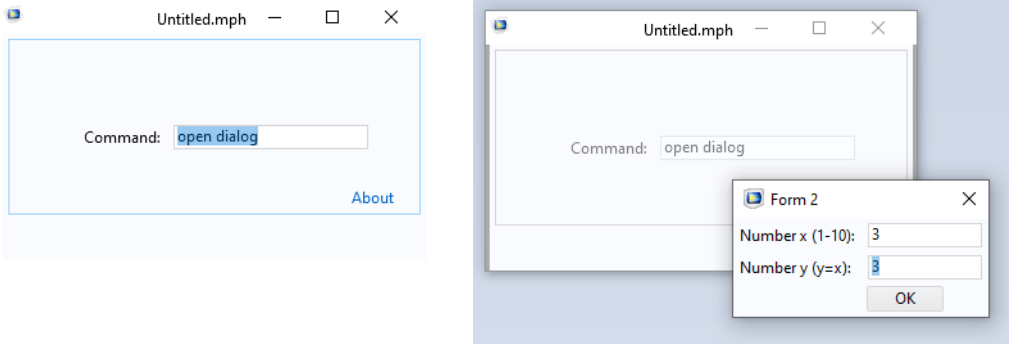 Untitled.mph
Command: open dialog
About
Untitled.mph
Command: open dialog
Form 2
Number x (1-10): 3
Number y (y=x): 3
OK